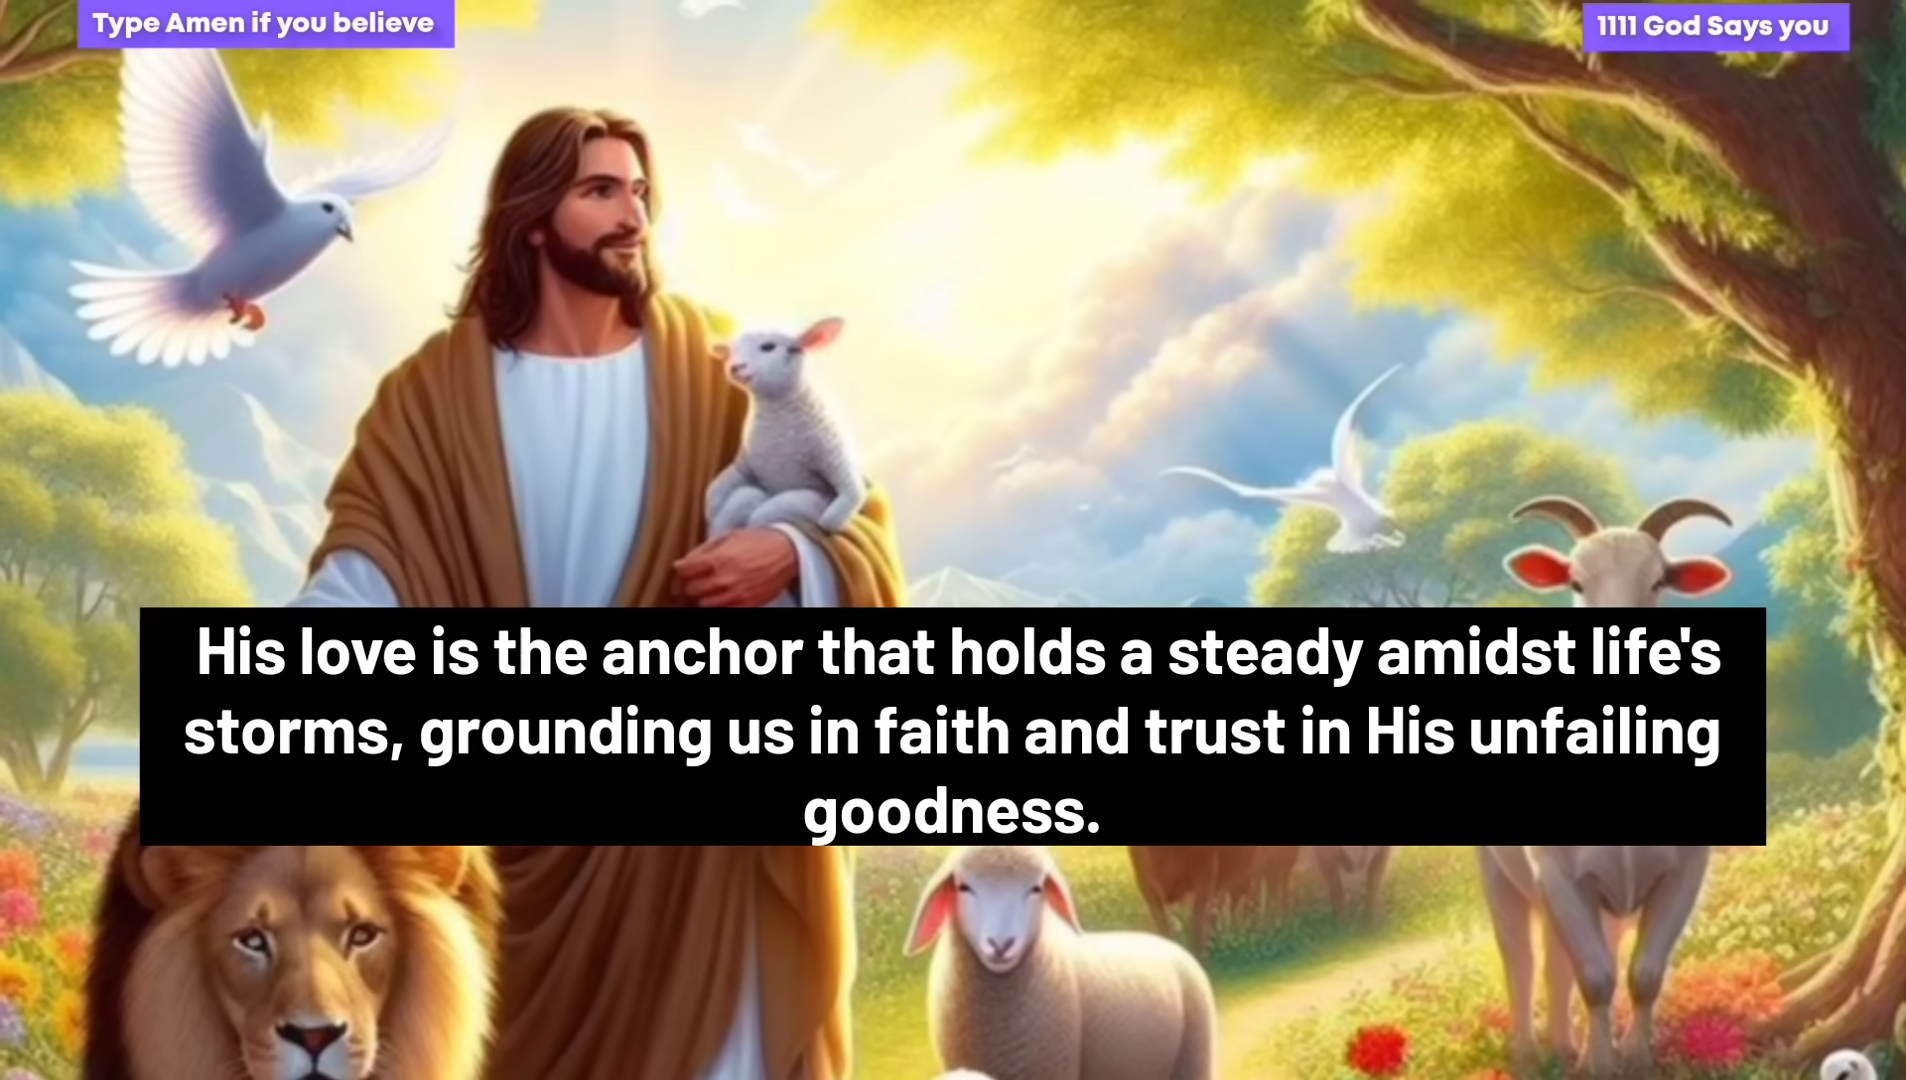 Type Amen if you believe
1111 God Says you
His love is the anchor that holds a steady amidst life's
storms, grounding us in faith and trust in His unfailing
goodness.